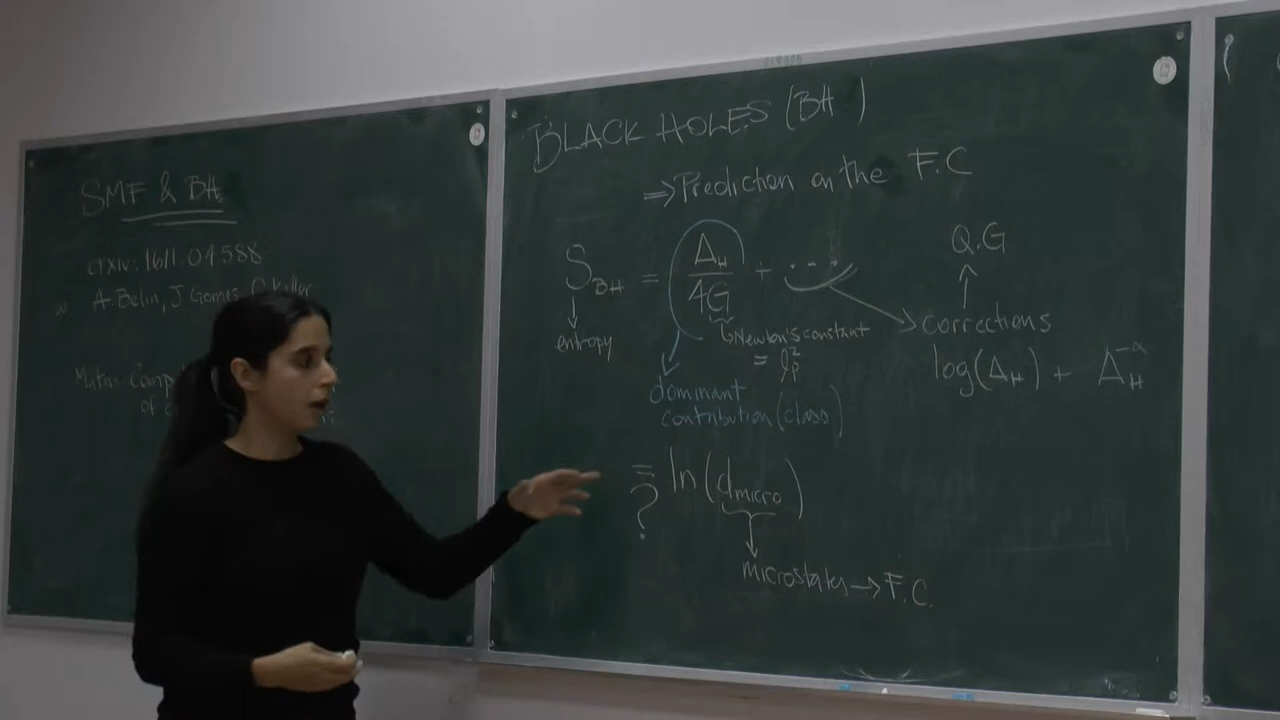 SMF & BHs
arxiv: 1611.04588
w A. Belin, J Gomes, C Keller
Maths: Comp
of
BLACK HOLES (BH )
⇒ Prediction on the F.C
S_BH = A_H/4G + ...
↓
entropy
↳ Newton's constant
= l_p^2
dominant
contribution (class)
Q.G
↑
corrections
log(A_H) + A_H
=? ln(d_micro)
↓
microstates → F.C.